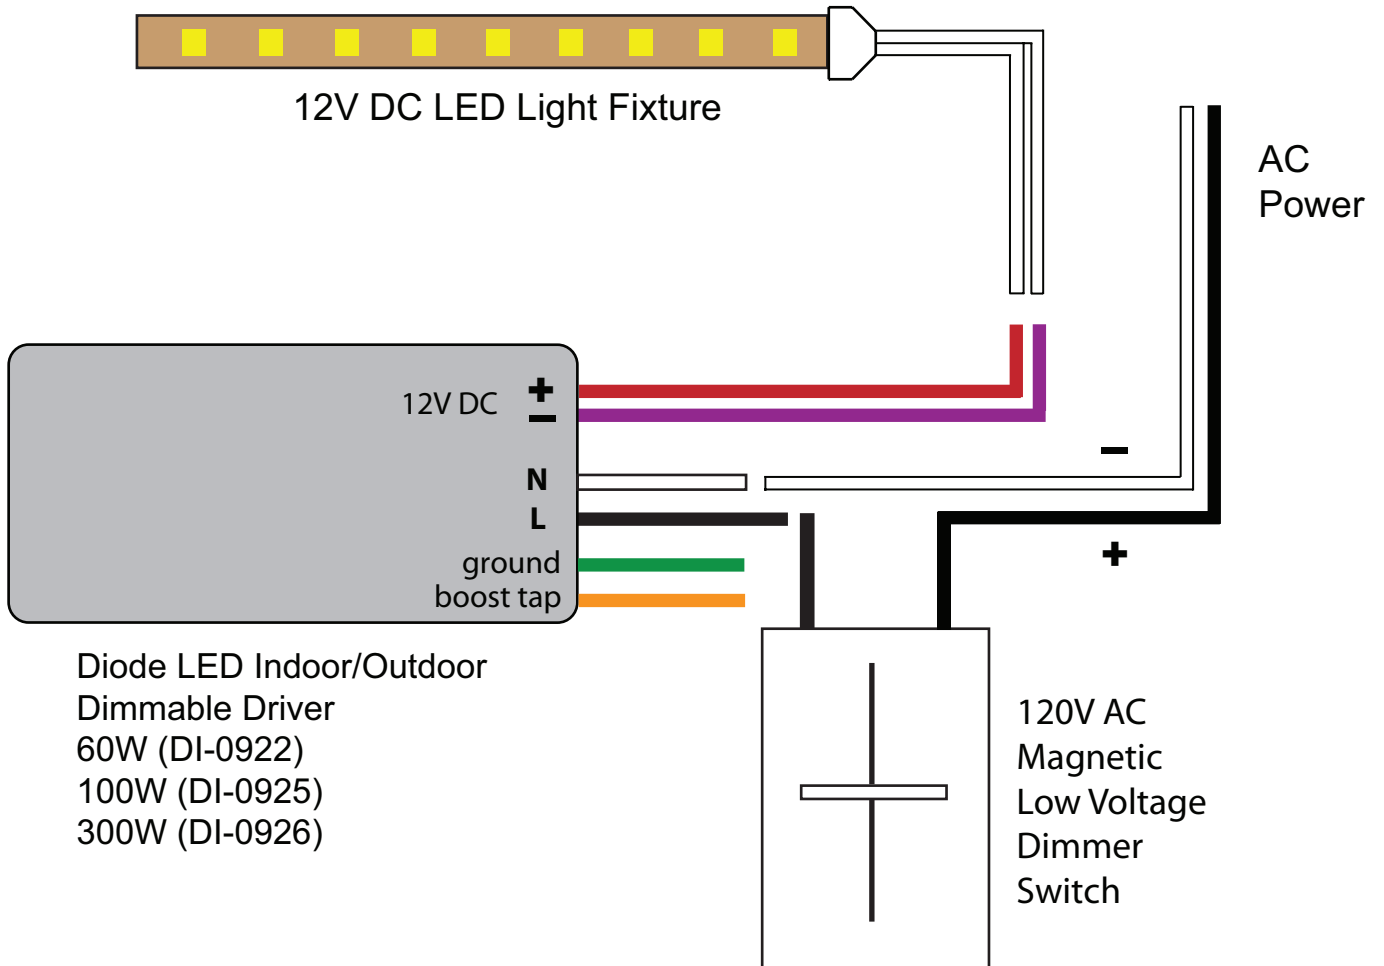 12V DC LED Light Fixture
AC
Power
12V DC +
−
−
N
L
+
ground
boost tap
Diode LED Indoor/Outdoor
Dimmable Driver
60W (DI-0922)
100W (DI-0925)
300W (DI-0926)
120V AC
Magnetic
Low Voltage
Dimmer
Switch